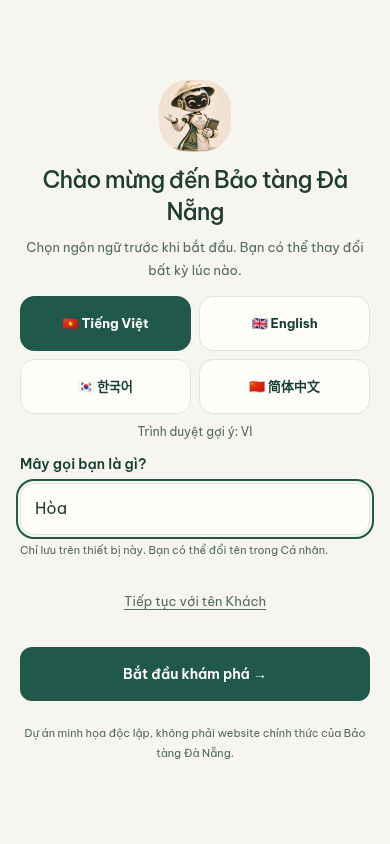 Chào mừng đến Bảo tàng Đà
Nẵng
Chọn ngôn ngữ trước khi bắt đầu. Bạn có thể thay đổi
bất kỳ lúc nào.
🇻🇳 Tiếng Việt
🇬🇧 English
🇰🇷 한국어
🇨🇳 简体中文
Trình duyệt gợi ý: VI
Mây gọi bạn là gì?
Hòa
Chỉ lưu trên thiết bị này. Bạn có thể đổi tên trong Cá nhân.
Tiếp tục với tên Khách
Bắt đầu khám phá →
Dự án minh họa độc lập, không phải website chính thức của Bảo
tàng Đà Nẵng.